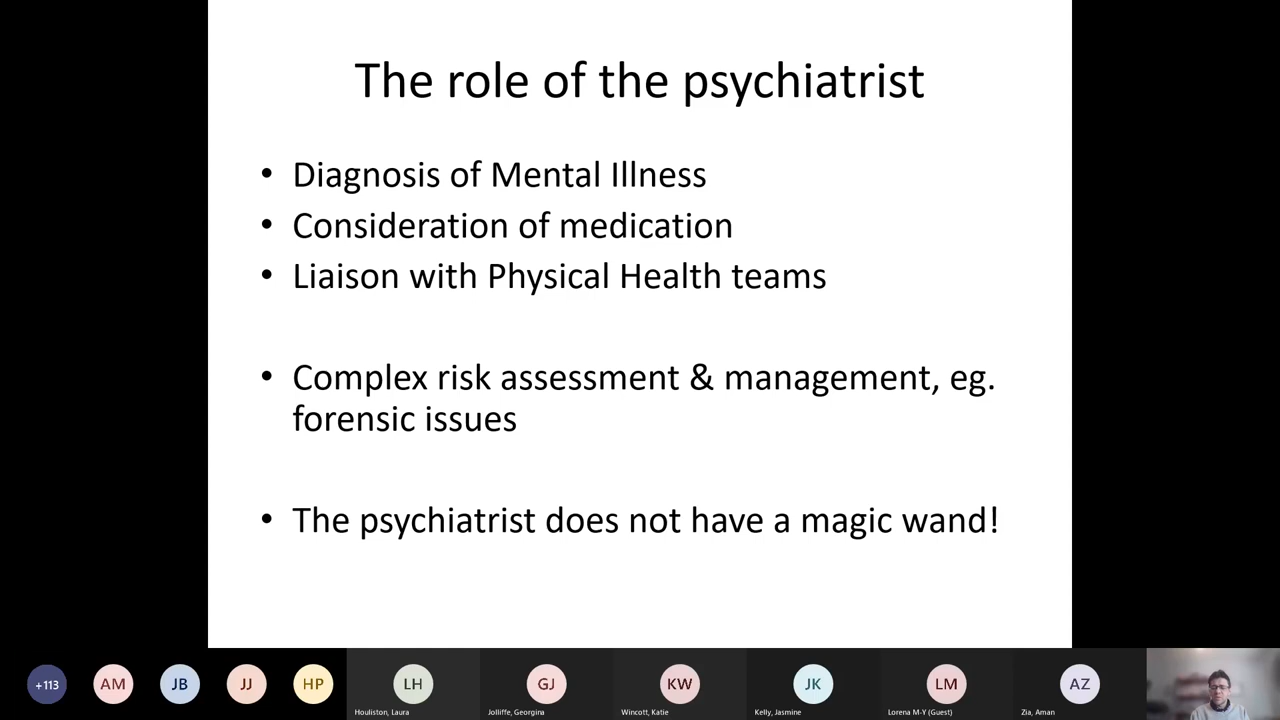 The role of the psychiatrist
• Diagnosis of Mental Illness
• Consideration of medication
• Liaison with Physical Health teams
• Complex risk assessment & management, eg.
forensic issues
• The psychiatrist does not have a magic wand!
+113
AM
JB
JJ
HP
LH
GJ
KW
JK
LM
AZ
Houliston, Laura
Jolliffe, Georgina
Wincott, Katie
Kelly, Jasmine
Lorena M-Y (Guest)
Zia, Aman